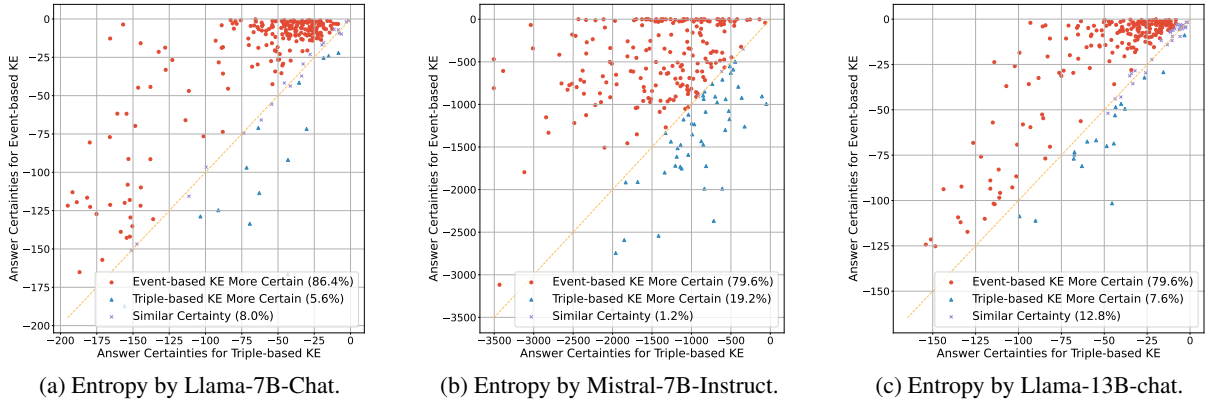 Answer Certainties for Event-based KE
0
−25
−50
−75
−100
−125
−150
−175
−200
Event-based KE More Certain (86.4%)
Triple-based KE More Certain (5.6%)
Similar Certainty (8.0%)
−200 −175 −150 −125 −100 −75 −50 −25 0
Answer Certainties for Triple-based KE
(a) Entropy by Llama-7B-Chat.
Answer Certainties for Event-based KE
0
−500
−1000
−1500
−2000
−2500
−3000
−3500
Event-based KE More Certain (79.6%)
Triple-based KE More Certain (19.2%)
Similar Certainty (1.2%)
−3500 −3000 −2500 −2000 −1500 −1000 −500 0
Answer Certainties for Triple-based KE
(b) Entropy by Mistral-7B-Instruct.
Answer Certainties for Event-based KE
0
−25
−50
−75
−100
−125
−150
Event-based KE More Certain (79.6%)
Triple-based KE More Certain (7.6%)
Similar Certainty (12.8%)
−150 −125 −100 −75 −50 −25 0
Answer Certainties for Triple-based KE
(c) Entropy by Llama-13B-chat.